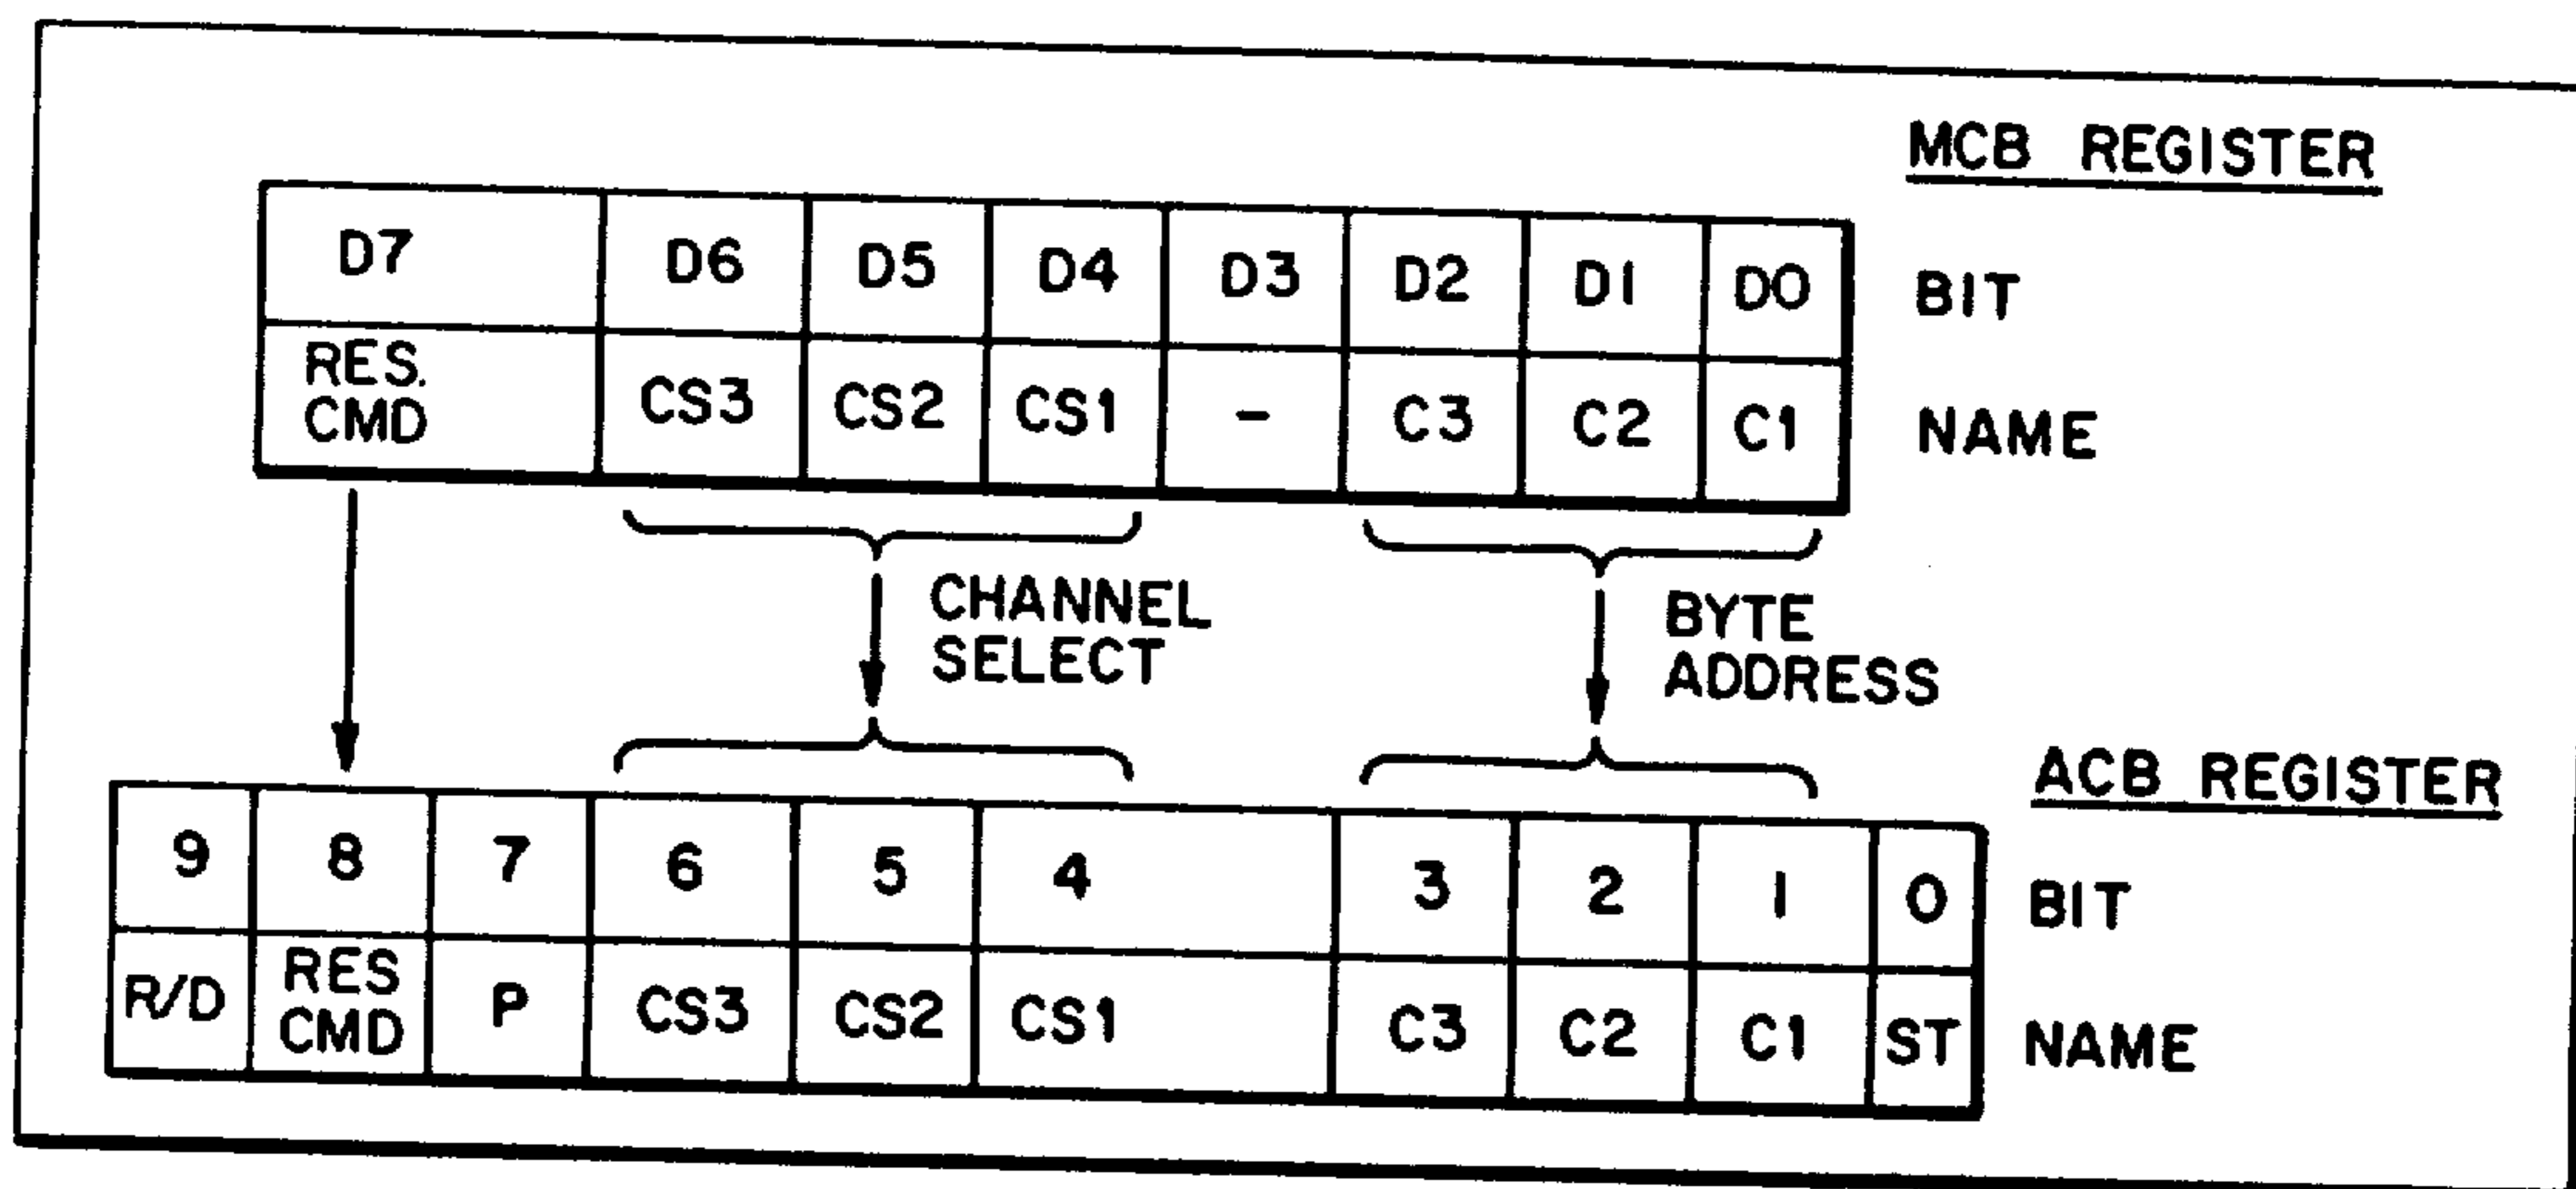 MCB REGISTER
D7 D6 D5 D4 D3 D2 D1 D0 BIT
RES. CMD CS3 CS2 CS1 - C3 C2 C1 NAME
CHANNEL
SELECT
BYTE
ADDRESS
ACB REGISTER
9 8 7 6 5 4 3 2 1 0 BIT
R/D RES CMD P CS3 CS2 CS1 C3 C2 C1 ST NAME